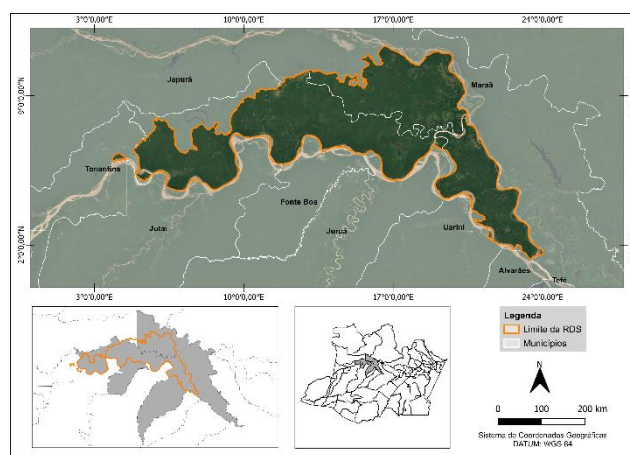 3°0'0,00"E
10°0'0,00"E
17°0'0,00"E
21°0'0,00"E
Japurá
Maraã
9°0'0,00"N
Tonantins
Fonte Boa
Jutaí
Juruá
Uarini
2°0'0,00"N
Alvarães
Tefé
3°0'0,00"E
10°0'0,00"E
17°0'0,00"E
24°0'0,00"E
Legenda
Limite da RDS
Municípios
N
0 100 200 km
Sistema de Coordenadas Geográficas
DATUM: WGS 84